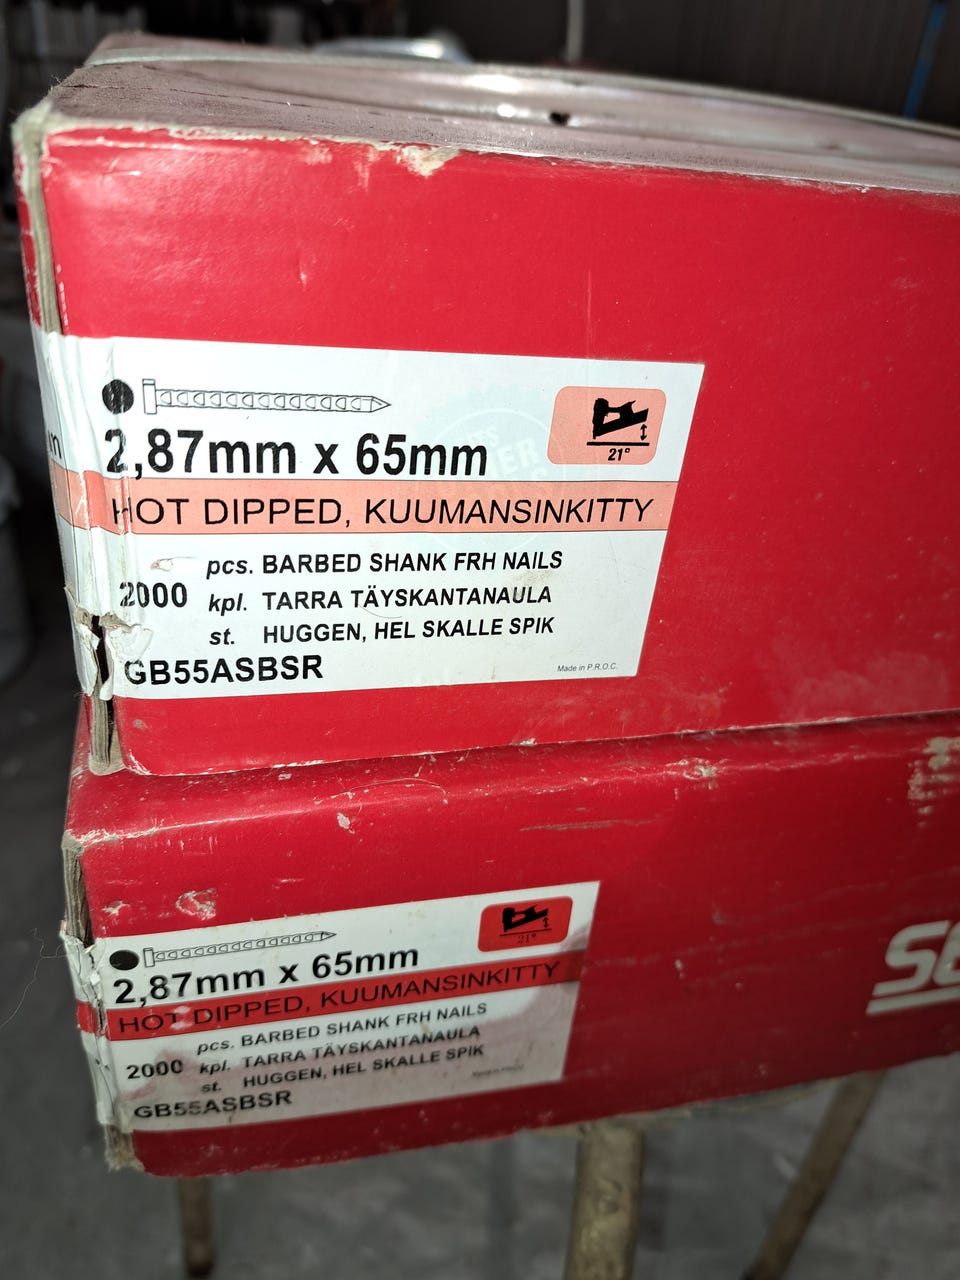 2,87mm x 65mm
21°
HOT DIPPED, KUUMANSINKITTY
pcs. BARBED SHANK FRH NAILS
2000 kpl. TARRA TÄYSKANTANAULA
st. HUGGEN, HEL SKALLE SPIK
GB55ASBSR
Made in P.R.O.C.
21°
2,87mm x 65mm
HOT DIPPED, KUUMANSINKITTY
pcs. BARBED SHANK FRH NAILS
2000 kpl. TARRA TÄYSKANTANAULA
st. HUGGEN, HEL SKALLE SPIK
GB55ASBSR